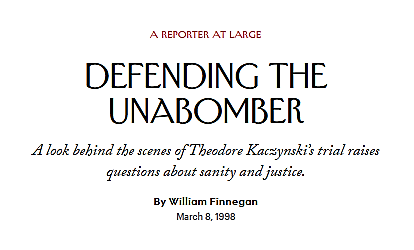 A REPORTER AT LARGE
DEFENDING THE
UNABOMBER
A look behind the scenes of Theodore Kaczynski’s trial raises
questions about sanity and justice.
By William Finnegan
March 8, 1998